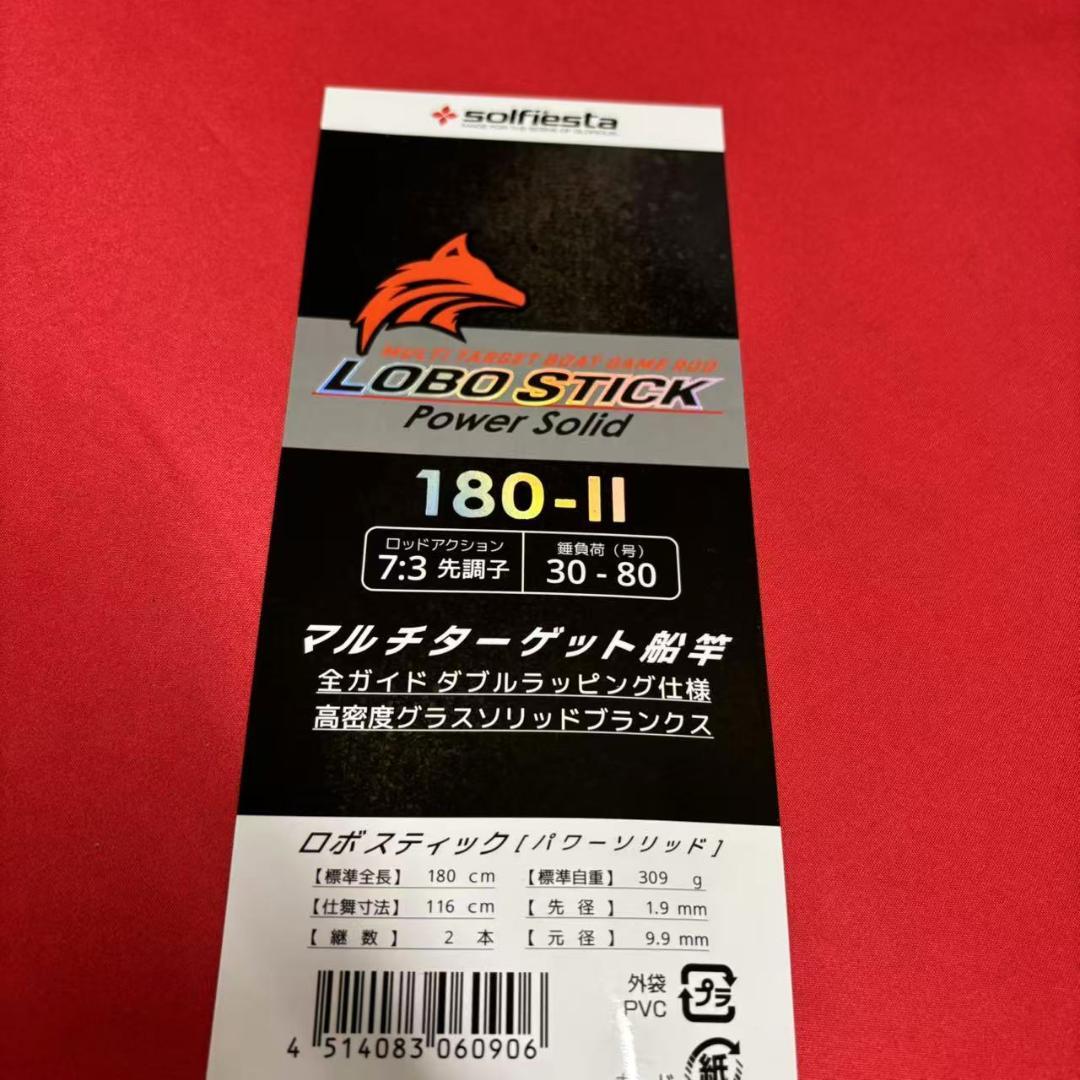 solfiesta
MULTI TARGET BOAT GAME ROD
LOBO STICK
Power Solid
180-II
ロッドアクション 錘負荷（号）
7:3 先調子 30 - 80
マルチターゲット船竿
全ガイド ダブルラッピング仕様
高密度グラスソリッドブランクス
ロボスティック[パワーソリッド]
【標準全長】 180 cm 【標準自重】 309 g
【仕舞寸法】 116 cm 【先 径】 1.9 mm
【継 数】 2 本 【元 径】 9.9 mm
外袋 プラ
PVC
4 514083 060906
紙